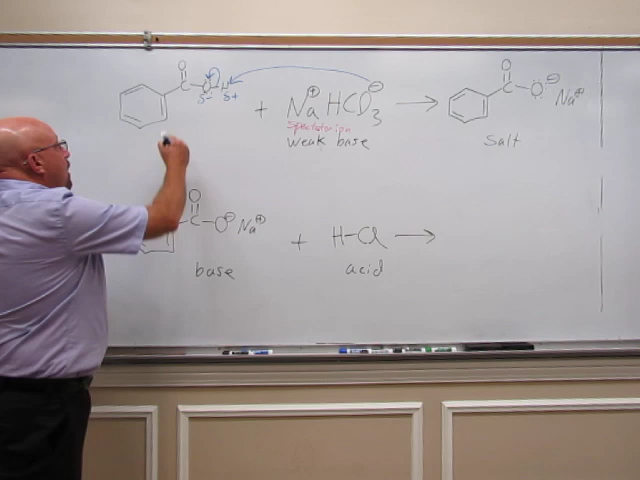 O
C O H + Na⊕ HCO₃⊖ → O C O⊖ Na⊕
δ- δ+
Spectator ion
weak base
Salt
O
C O⊖ Na⊕ + H-Cl →
base
acid